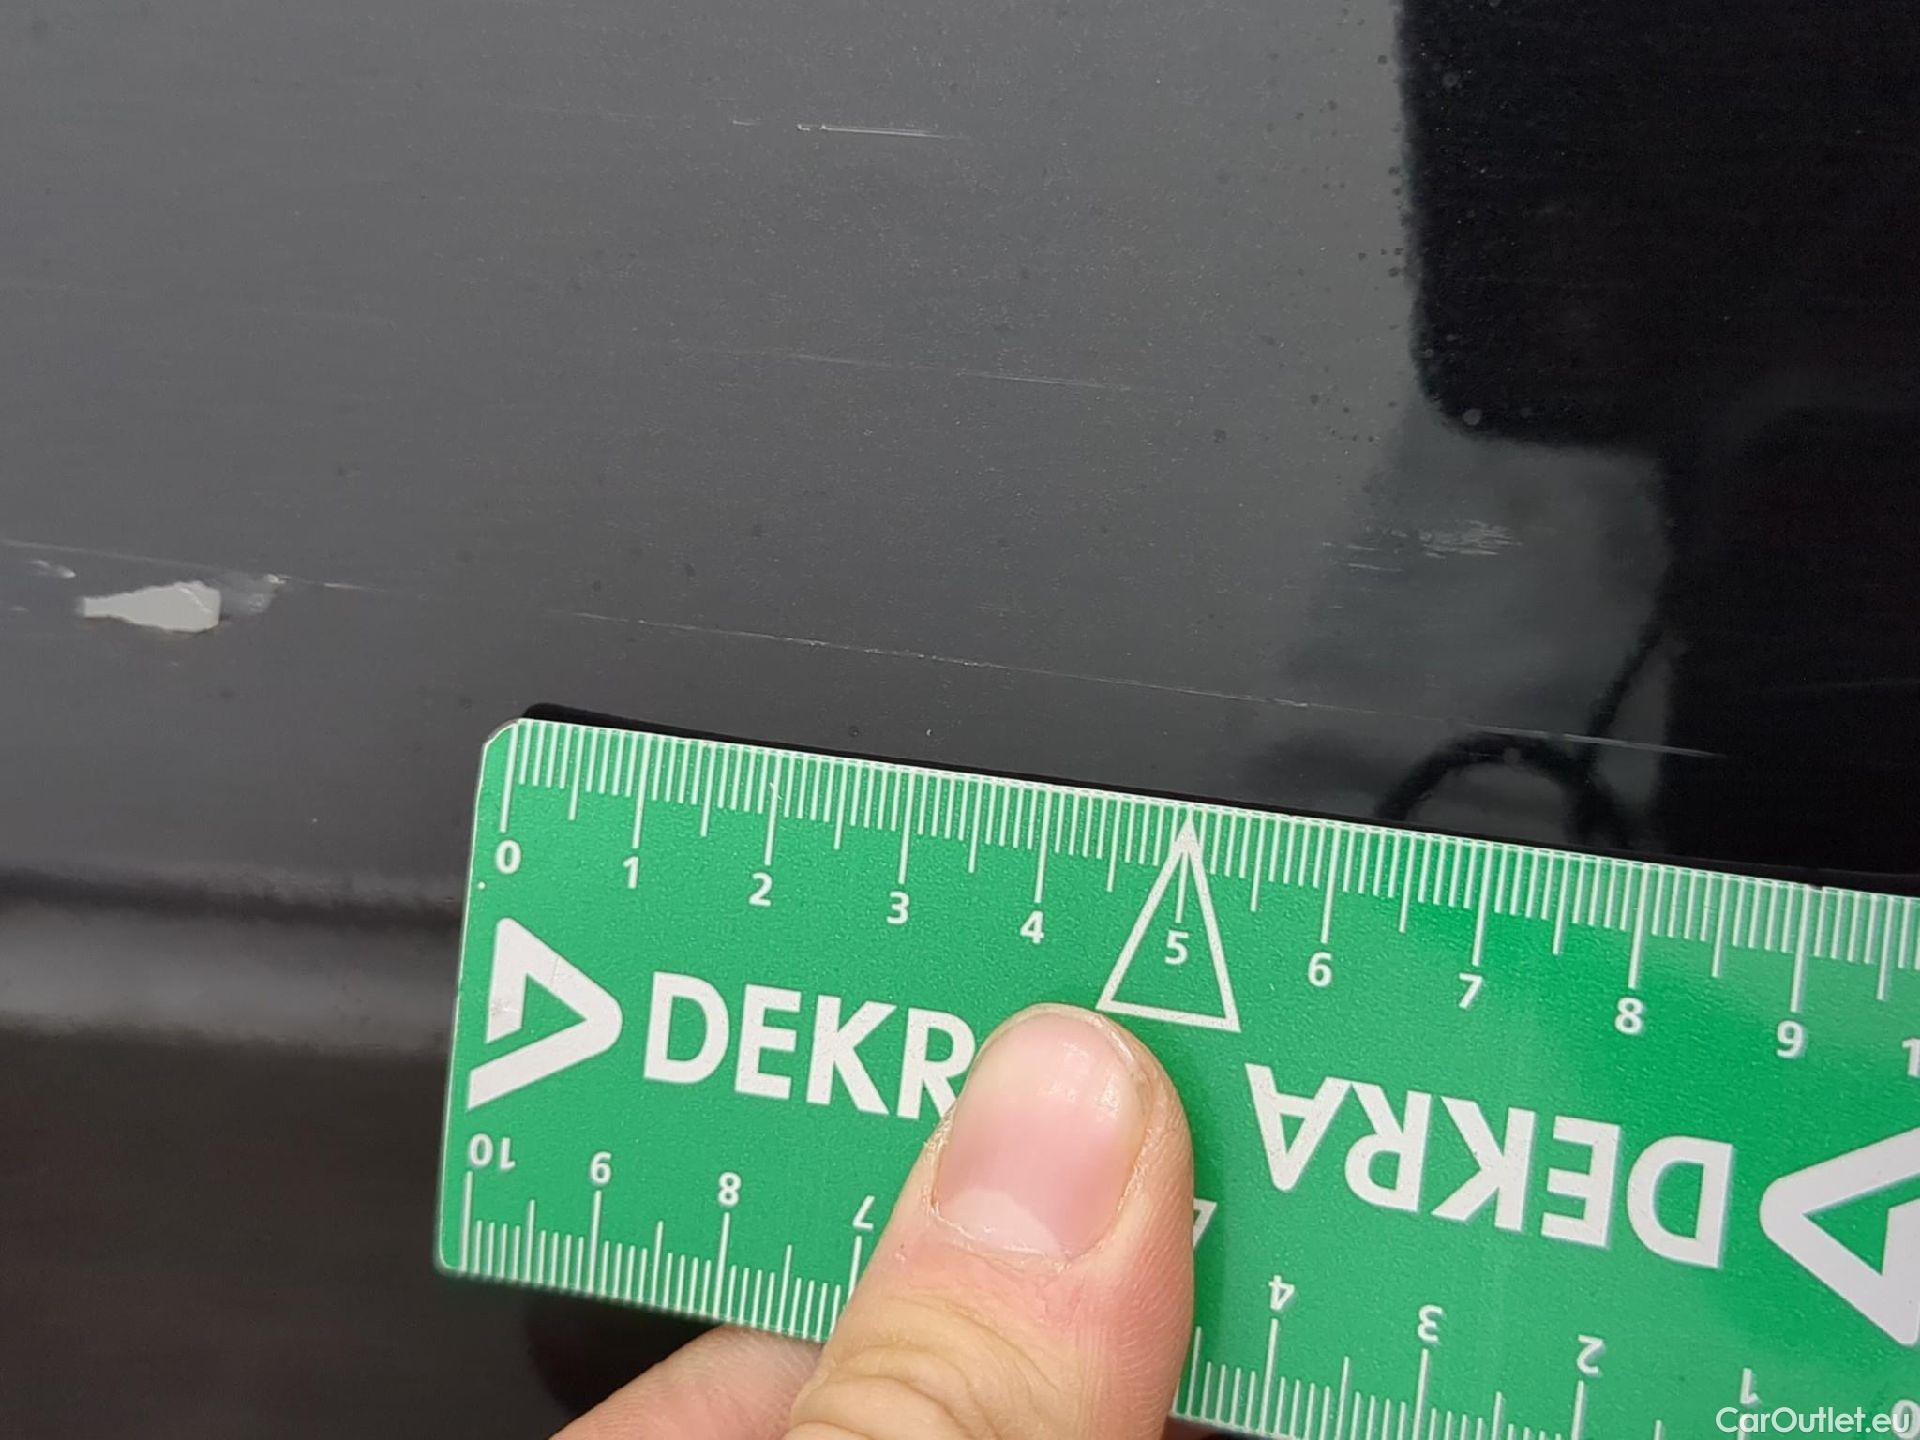 0 1 2 3 4 5 6 7 8 9
DEKR
DEKRA
10 9 8 7 4 3 2 1 0
CarOutlet.eu